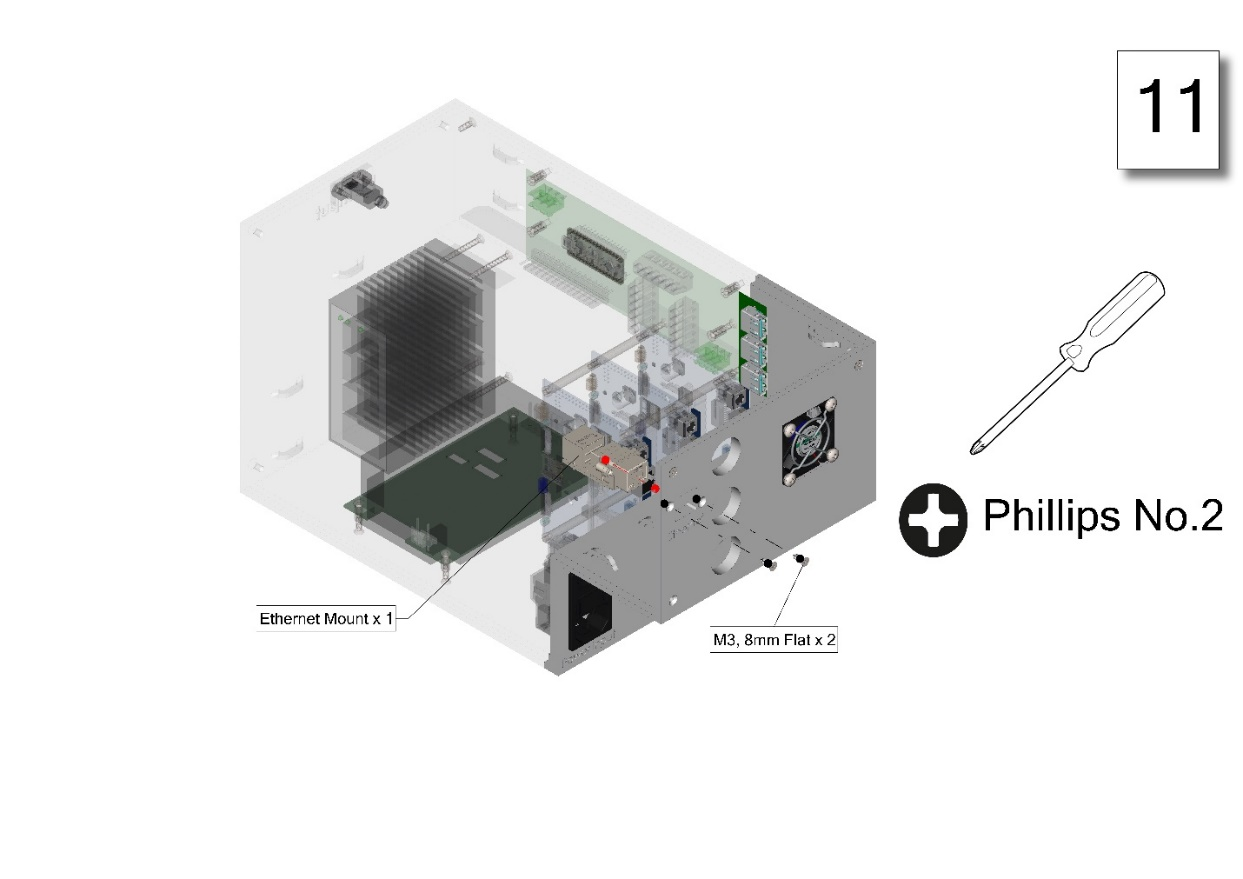 11
Phillips No.2
Ethernet Mount x 1
M3, 8mm Flat x 2